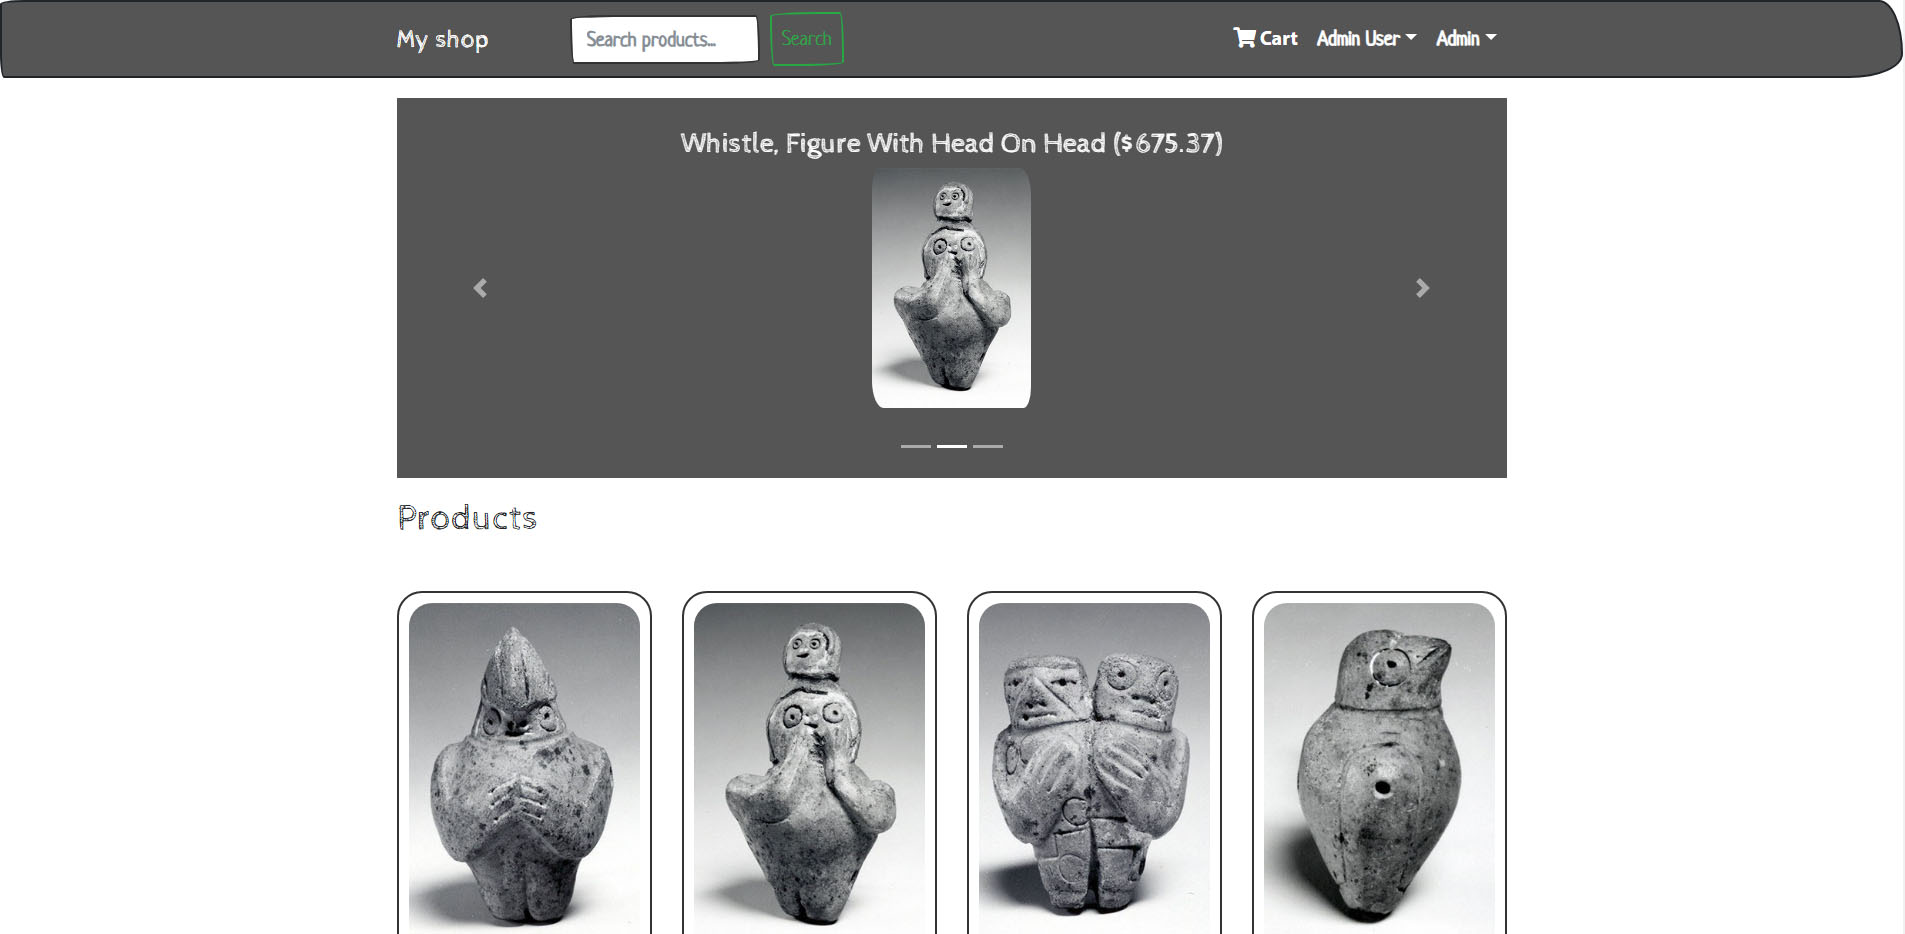 My shop
Search products...
Search
Cart
Admin User
Admin
Whistle, Figure With Head On Head ($675.37)
Products